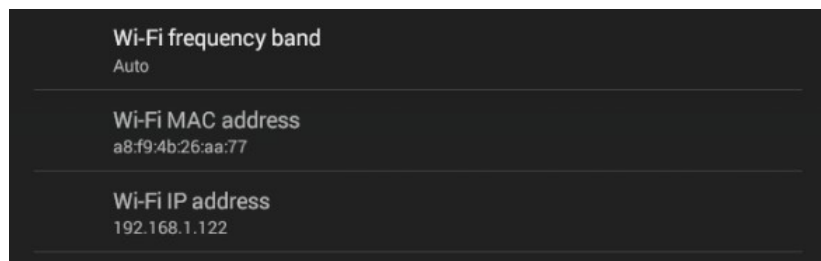 Wi-Fi frequency band
Auto
Wi-Fi MAC address
a8:f9:4b:26:aa:77
Wi-Fi IP address
192.168.1.122